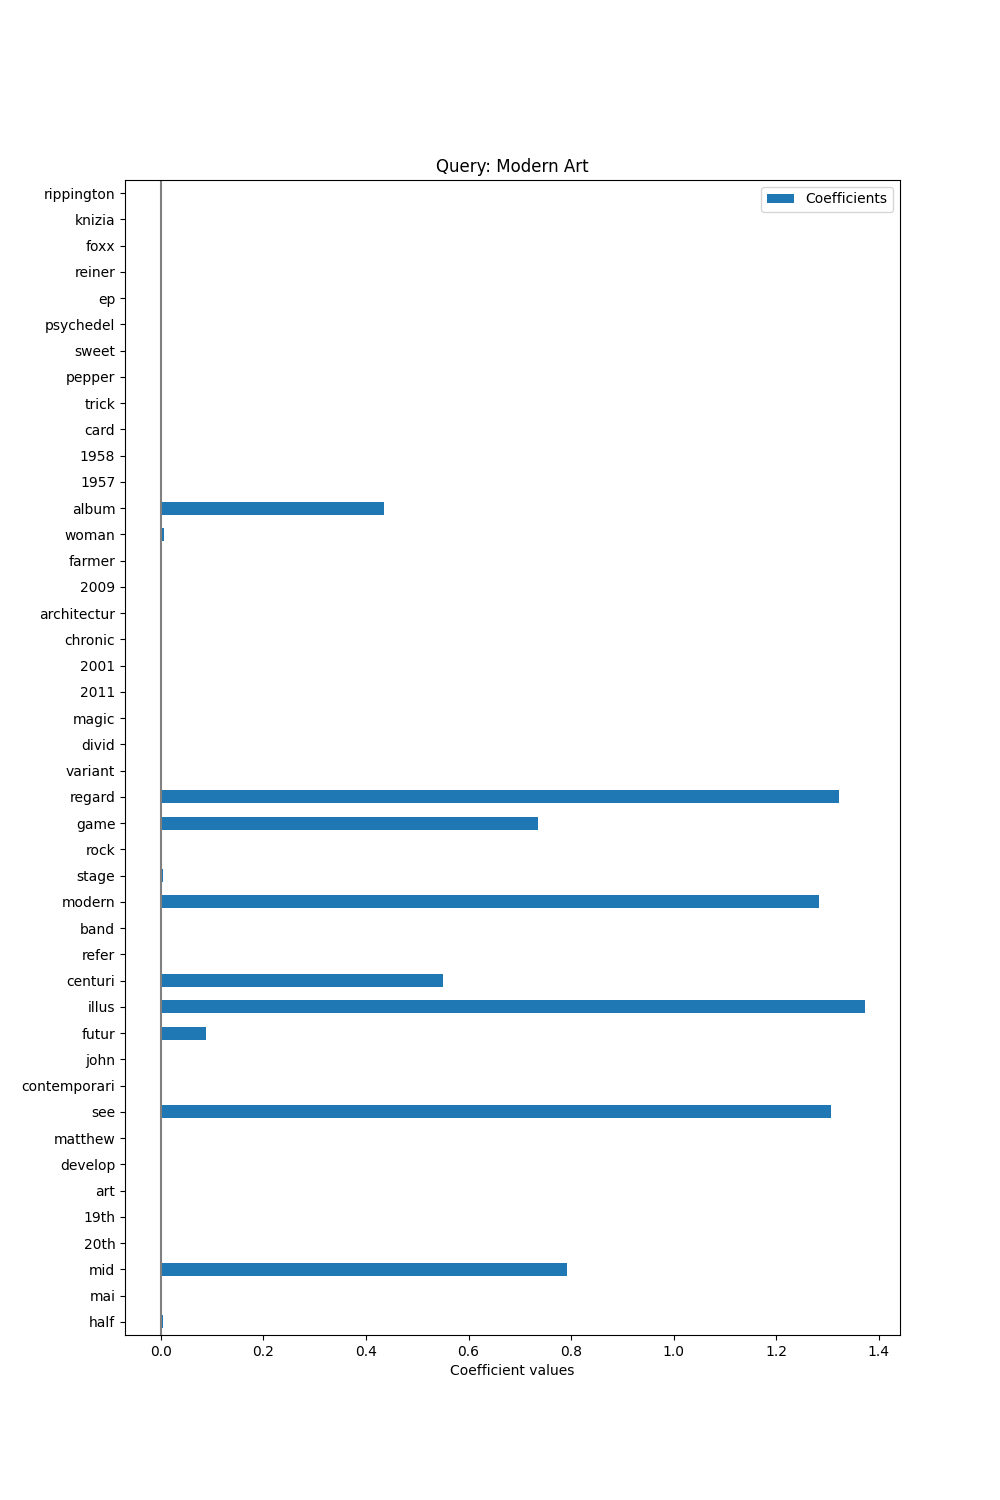 Query: Modern Art
Coefficients
rippington
knizia
foxx
reiner
ep
psychedel
sweet
pepper
trick
card
1958
1957
album
woman
farmer
2009
architectur
chronic
2001
2011
magic
divid
variant
regard
game
rock
stage
modern
band
refer
centuri
illus
futur
john
contemporari
see
matthew
develop
art
19th
20th
mid
mai
half
0.0 0.2 0.4 0.6 0.8 1.0 1.2 1.4
Coefficient values